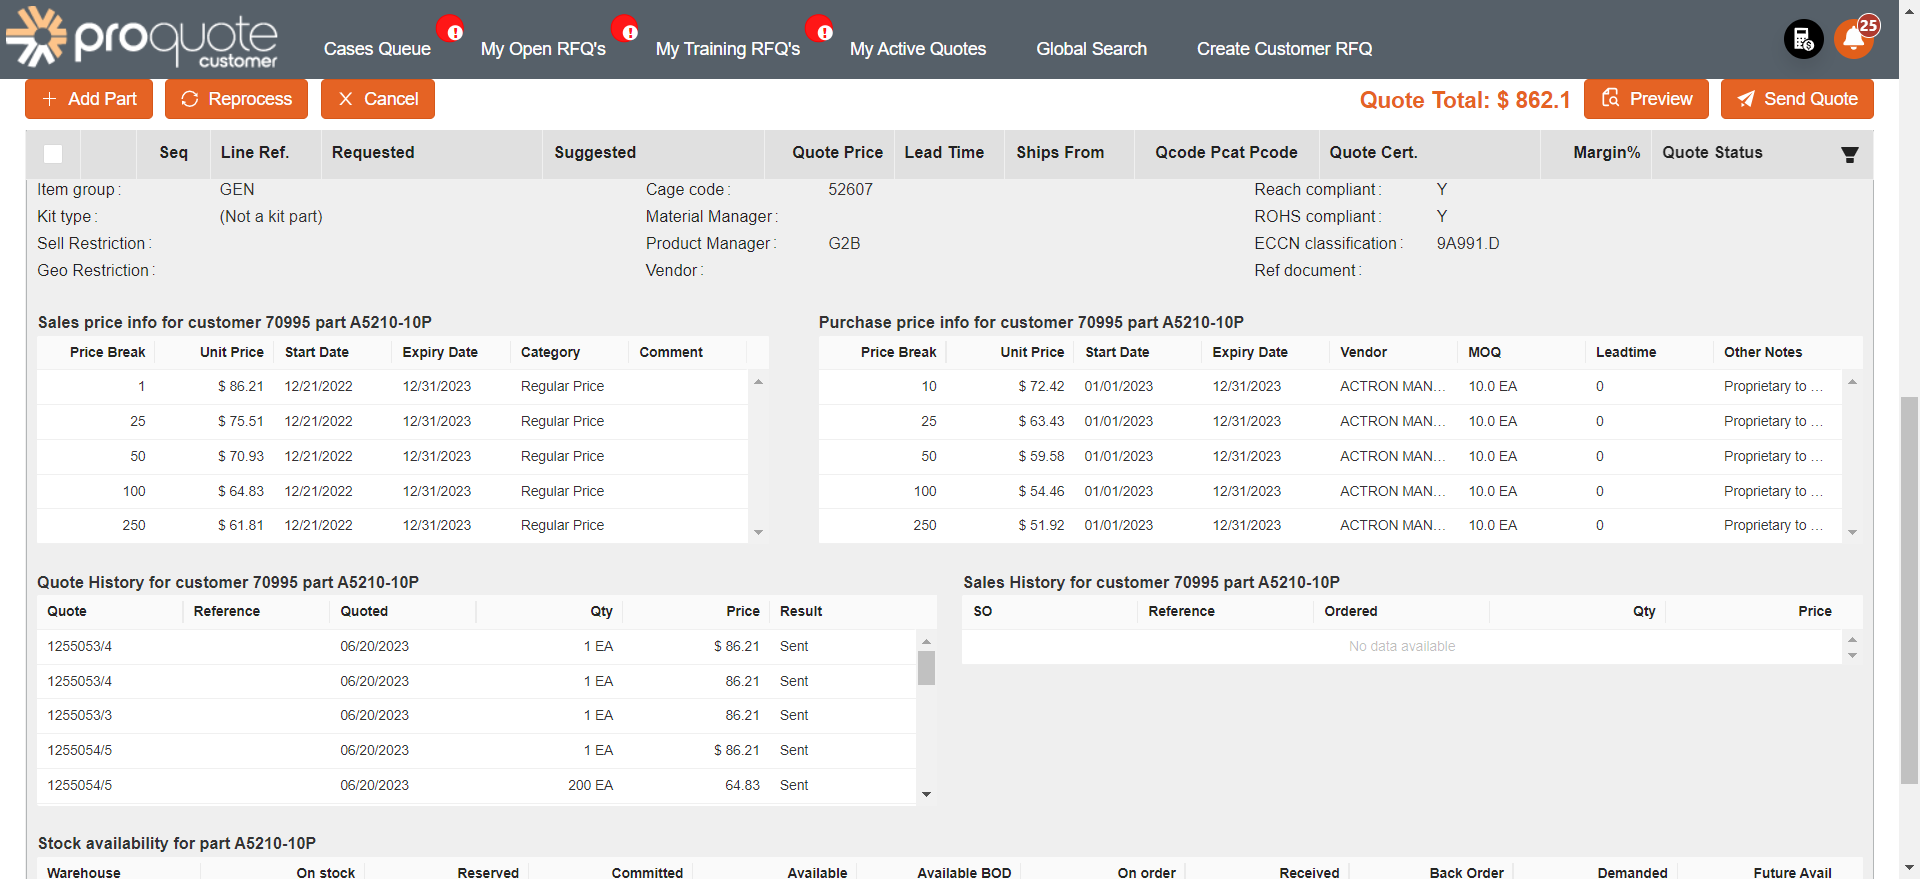 proquote
customer
Cases Queue
My Open RFQ's
My Training RFQ's
My Active Quotes
Global Search
Create Customer RFQ
25
Add Part
Reprocess
Cancel
Quote Total: $ 862.1
Preview
Send Quote
Seq Line Ref. Requested Suggested Quote Price Lead Time Ships From Qcode Pcat Pcode Quote Cert. Margin% Quote Status
Item group : GEN Cage code : 52607 Reach compliant : Y
Kit type : (Not a kit part) Material Manager : ROHS compliant : Y
Sell Restriction : Product Manager : G2B ECCN classification : 9A991.D
Geo Restriction : Vendor : Ref document :
Sales price info for customer 70995 part A5210-10P
Price Break Unit Price Start Date Expiry Date Category Comment
1 $ 86.21 12/21/2022 12/31/2023 Regular Price
25 $ 75.51 12/21/2022 12/31/2023 Regular Price
50 $ 70.93 12/21/2022 12/31/2023 Regular Price
100 $ 64.83 12/21/2022 12/31/2023 Regular Price
250 $ 61.81 12/21/2022 12/31/2023 Regular Price
Purchase price info for customer 70995 part A5210-10P
Price Break Unit Price Start Date Expiry Date Vendor MOQ Leadtime Other Notes
10 $ 72.42 01/01/2023 12/31/2023 ACTRON MAN... 10.0 EA 0 Proprietary to ...
25 $ 63.43 01/01/2023 12/31/2023 ACTRON MAN... 10.0 EA 0 Proprietary to ...
50 $ 59.58 01/01/2023 12/31/2023 ACTRON MAN... 10.0 EA 0 Proprietary to ...
100 $ 54.46 01/01/2023 12/31/2023 ACTRON MAN... 10.0 EA 0 Proprietary to ...
250 $ 51.92 01/01/2023 12/31/2023 ACTRON MAN... 10.0 EA 0 Proprietary to ...
Quote History for customer 70995 part A5210-10P
Quote Reference Quoted Qty Price Result
1255053/4 06/20/2023 1 EA $ 86.21 Sent
1255053/4 06/20/2023 1 EA 86.21 Sent
1255053/3 06/20/2023 1 EA 86.21 Sent
1255054/5 06/20/2023 1 EA $ 86.21 Sent
1255054/5 06/20/2023 200 EA 64.83 Sent
Sales History for customer 70995 part A5210-10P
SO Reference Ordered Qty Price
No data available
Stock availability for part A5210-10P
Warehouse On stock Reserved Committed Available Available BOD On order Received Back Order Demanded Future Avail